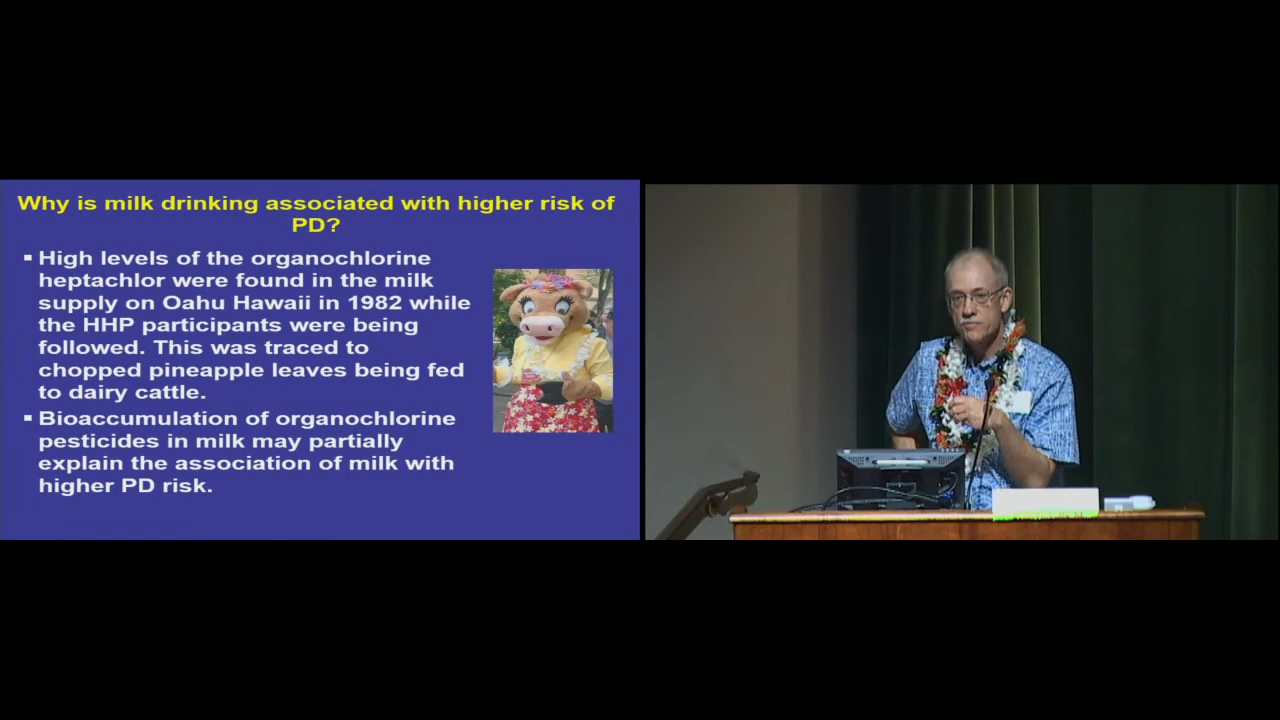 Why is milk drinking associated with higher risk of
PD?
▪ High levels of the organochlorine
heptachlor were found in the milk
supply on Oahu Hawaii in 1982 while
the HHP participants were being
followed. This was traced to
chopped pineapple leaves being fed
to dairy cattle.
▪ Bioaccumulation of organochlorine
pesticides in milk may partially
explain the association of milk with
higher PD risk.